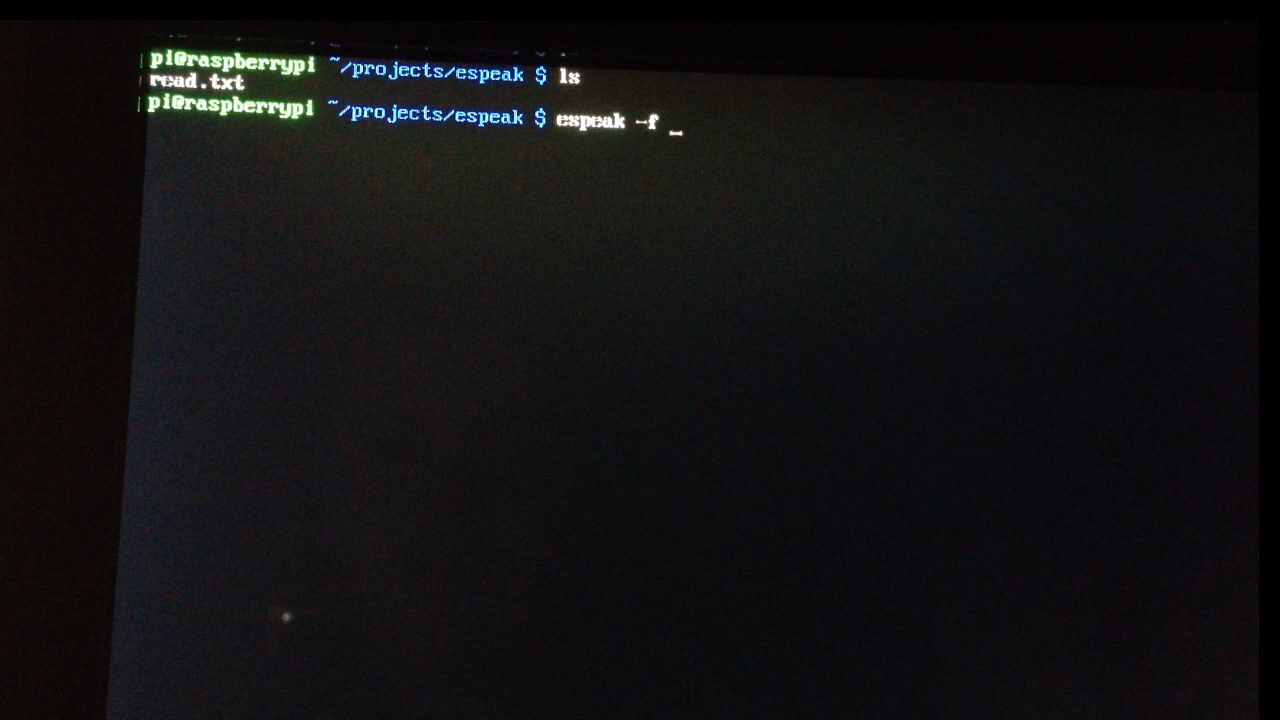 pi@raspberrypi ~/projects/espeak $ ls
read.txt
pi@raspberrypi ~/projects/espeak $ espeak -f _